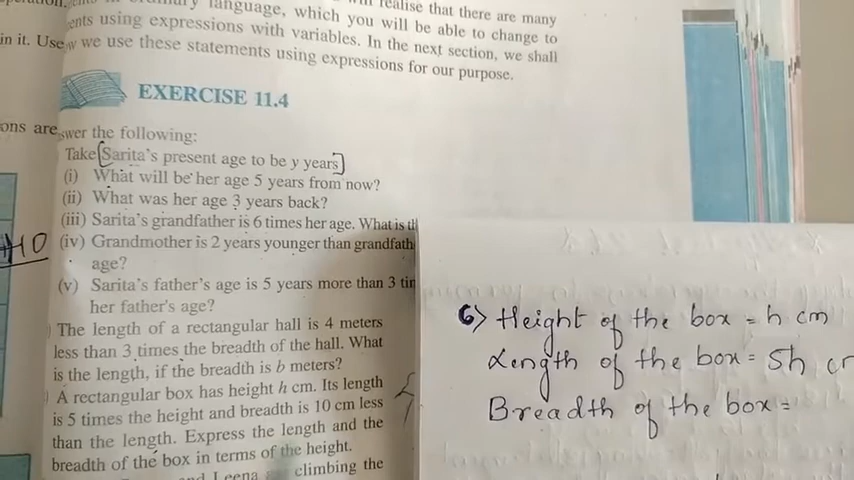 realise that there are many
language, which you will be able to change to
ents using expressions with variables. In the next section, we shall
in it. Use w we use these statements using expressions for our purpose.
EXERCISE 11.4
ons are swer the following:
Take [Sarita's present age to be y years]
(i) What will be her age 5 years from now?
(ii) What was her age 3 years back?
(iii) Sarita's grandfather is 6 times her age. What is th
(iv) Grandmother is 2 years younger than grandfath
age?
(v) Sarita's father's age is 5 years more than 3 tim
her father's age?
The length of a rectangular hall is 4 meters
less than 3 times the breadth of the hall. What
is the length, if the breadth is b meters?
A rectangular box has height h cm. Its length
is 5 times the height and breadth is 10 cm less
than the length. Express the length and the
breadth of the box in terms of the height.
Leena climbing the
6) Height of the box = h cm
Length of the box = 5h cm
Breadth of the box =